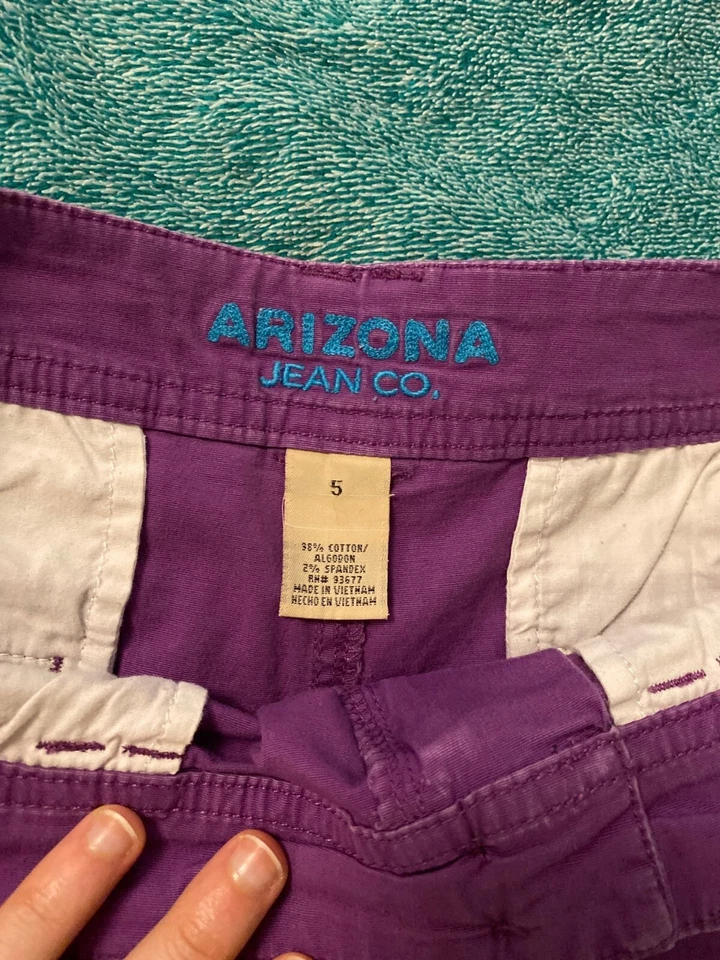 ARIZONA
JEAN CO.
5
98% COTTON/
ALGODON
2% SPANDEX
RN# 93677
MADE IN VIETNAM
HECHO EN VIETNAM